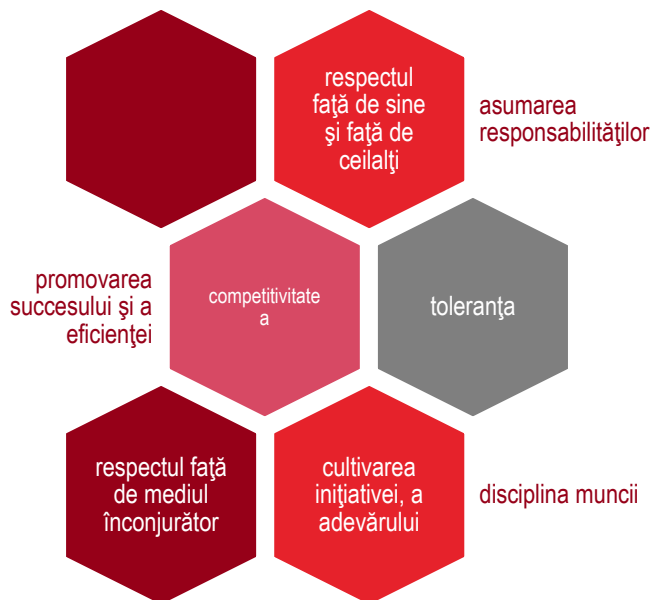 respectul
faţă de sine
şi faţă de
ceilalţi
asumarea
responsabilităţilor
promovarea
succesului şi a
eficienţei
competitivitate
a
toleranţa
respectul faţă
de mediul
înconjurător
cultivarea
iniţiativei, a
adevărului
disciplina muncii